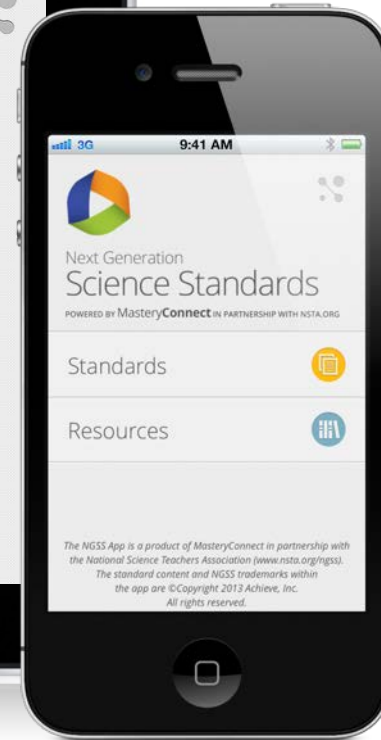 3G 9:41 AM
Next Generation
Science Standards
POWERED BY MasteryConnect IN PARTNERSHIP WITH NSTA.ORG
Standards
Resources
The NGSS App is a product of MasteryConnect in partnership with
the National Science Teachers Association (www.nsta.org/ngss).
The standard content and NGSS trademarks within
the app are ©Copyright 2013 Achieve, Inc.
All rights reserved.